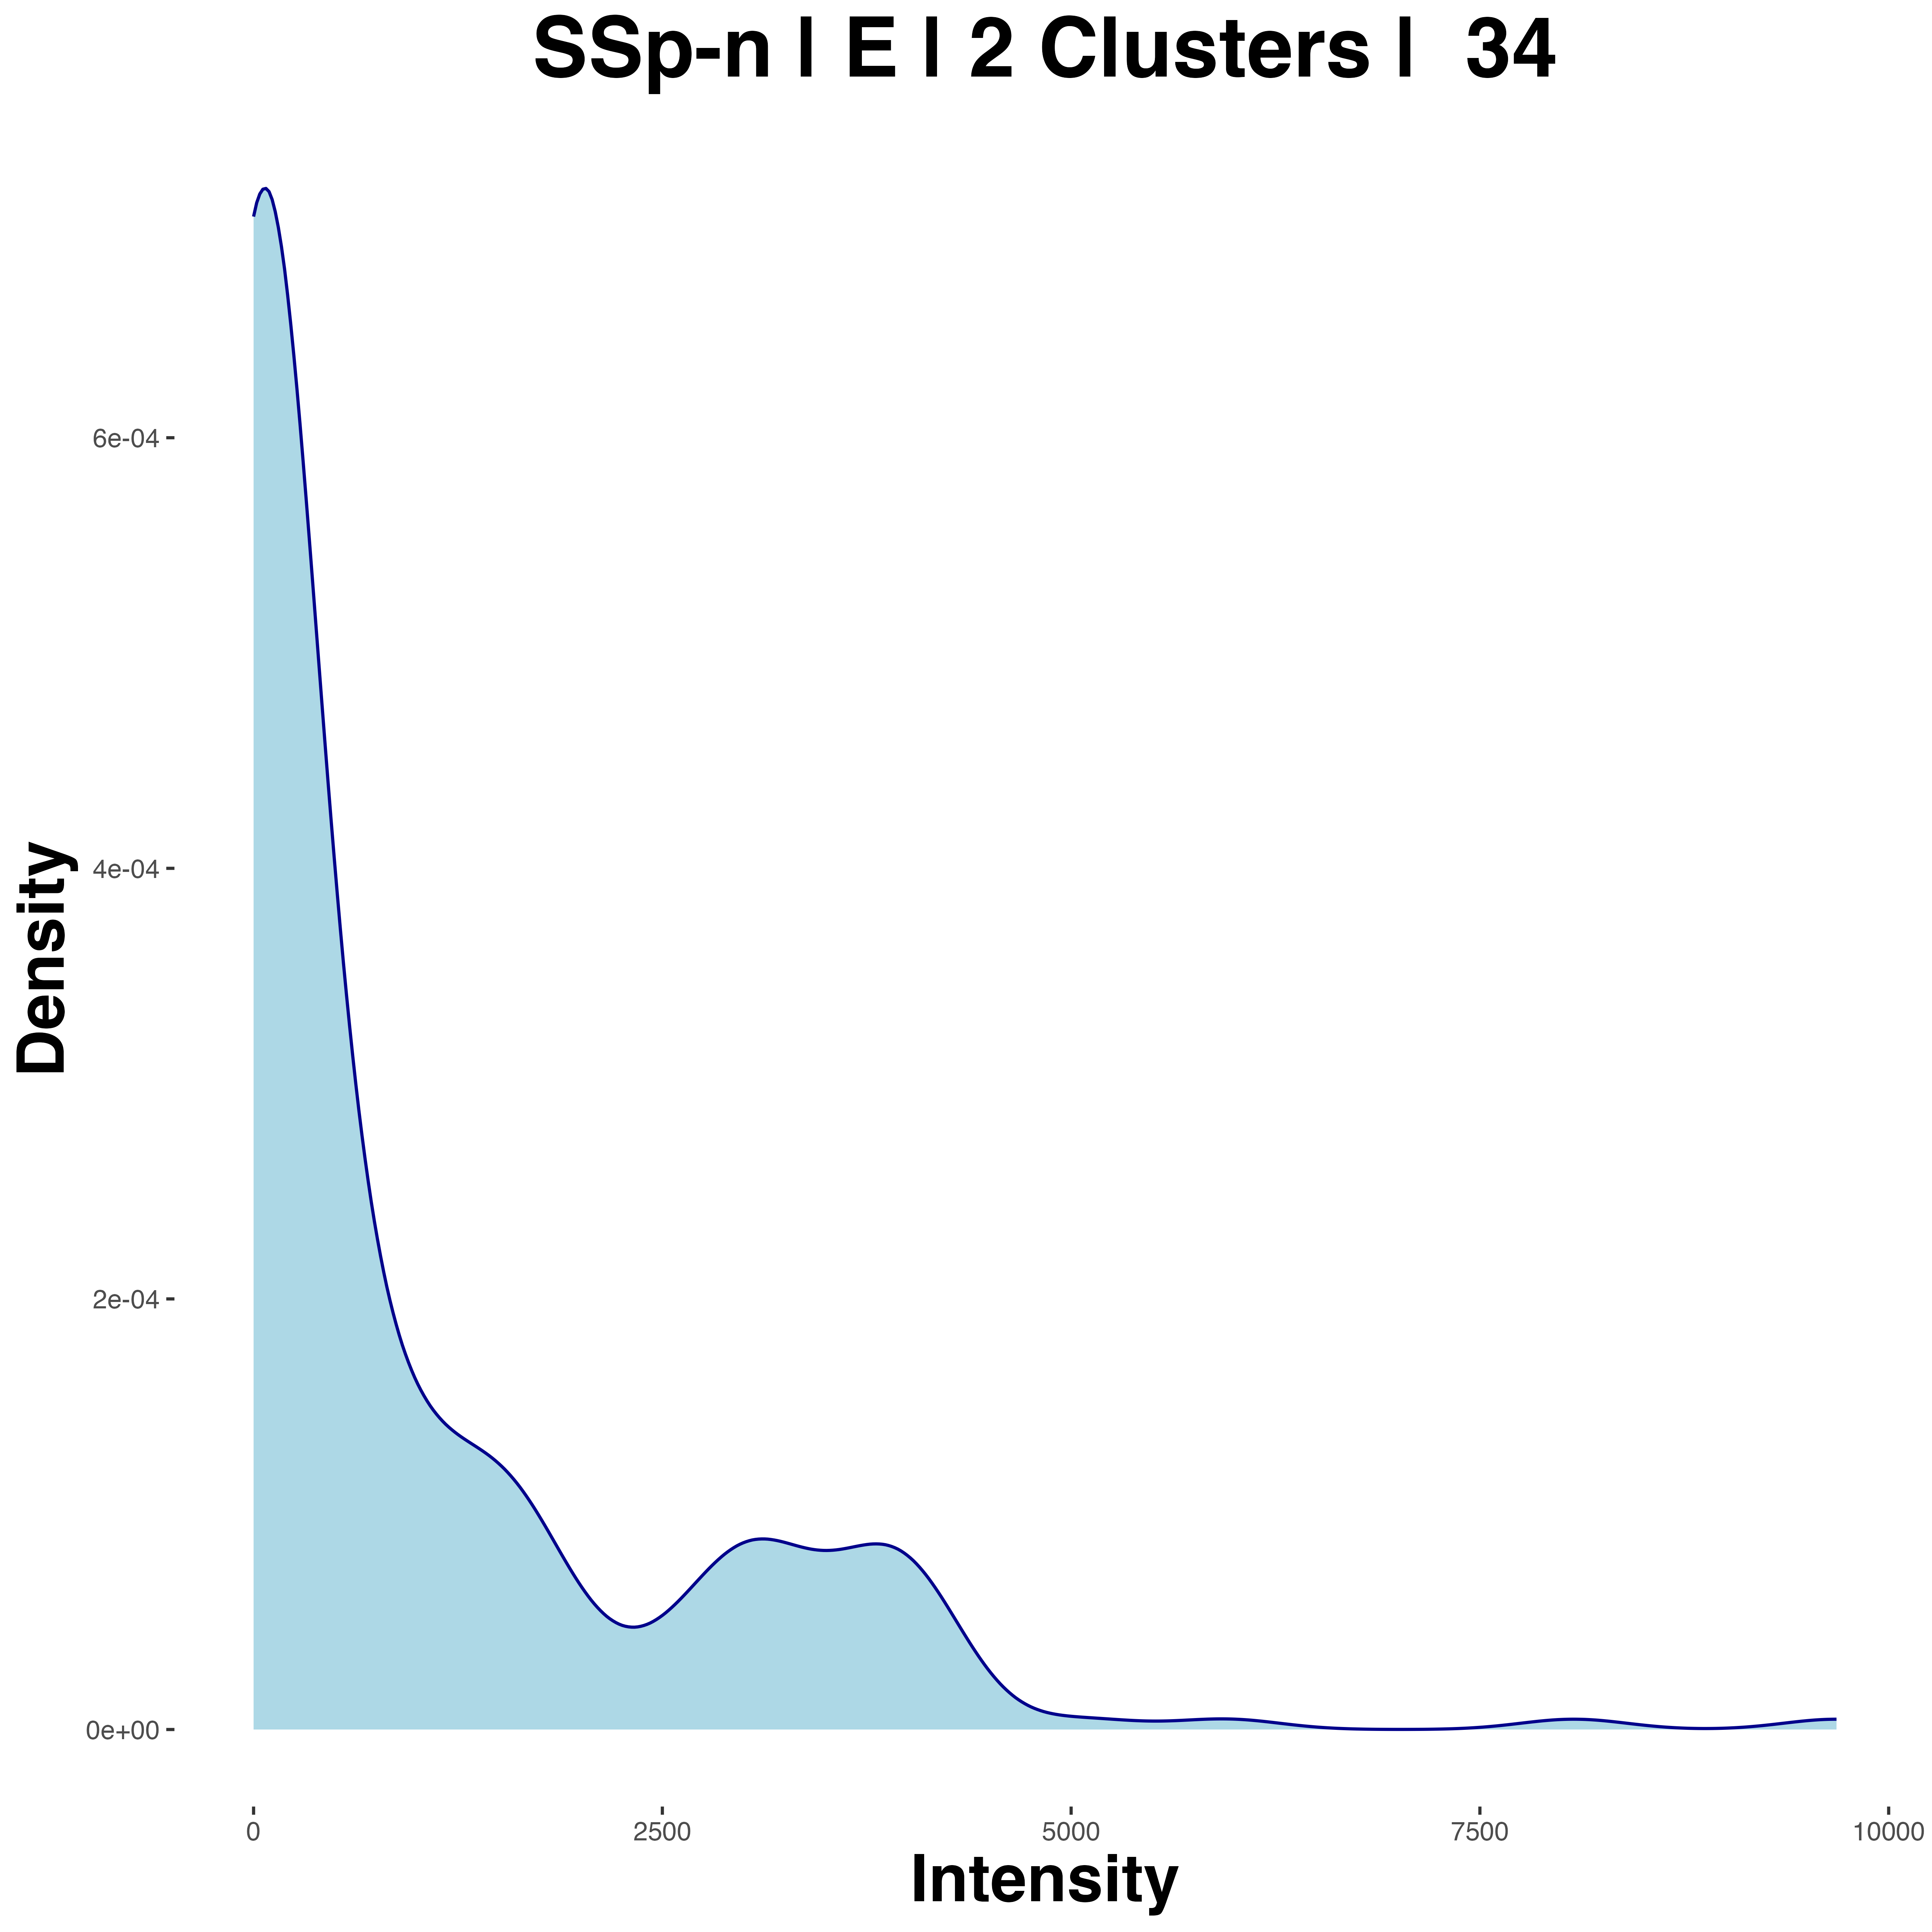 SSp-n | E | 2 Clusters |  34
Density
6e-04
4e-04
2e-04
0e+00
0 2500 5000 7500 10000
Intensity